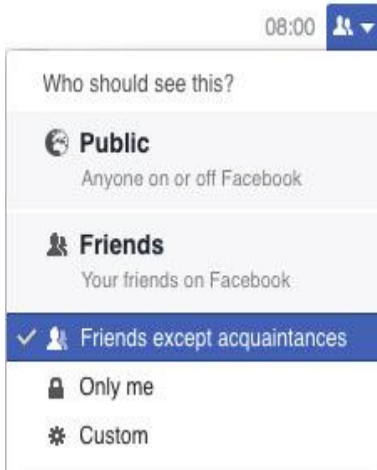 08:00
Who should see this?
Public
Anyone on or off Facebook
Friends
Your friends on Facebook
Friends except acquaintances
Only me
Custom